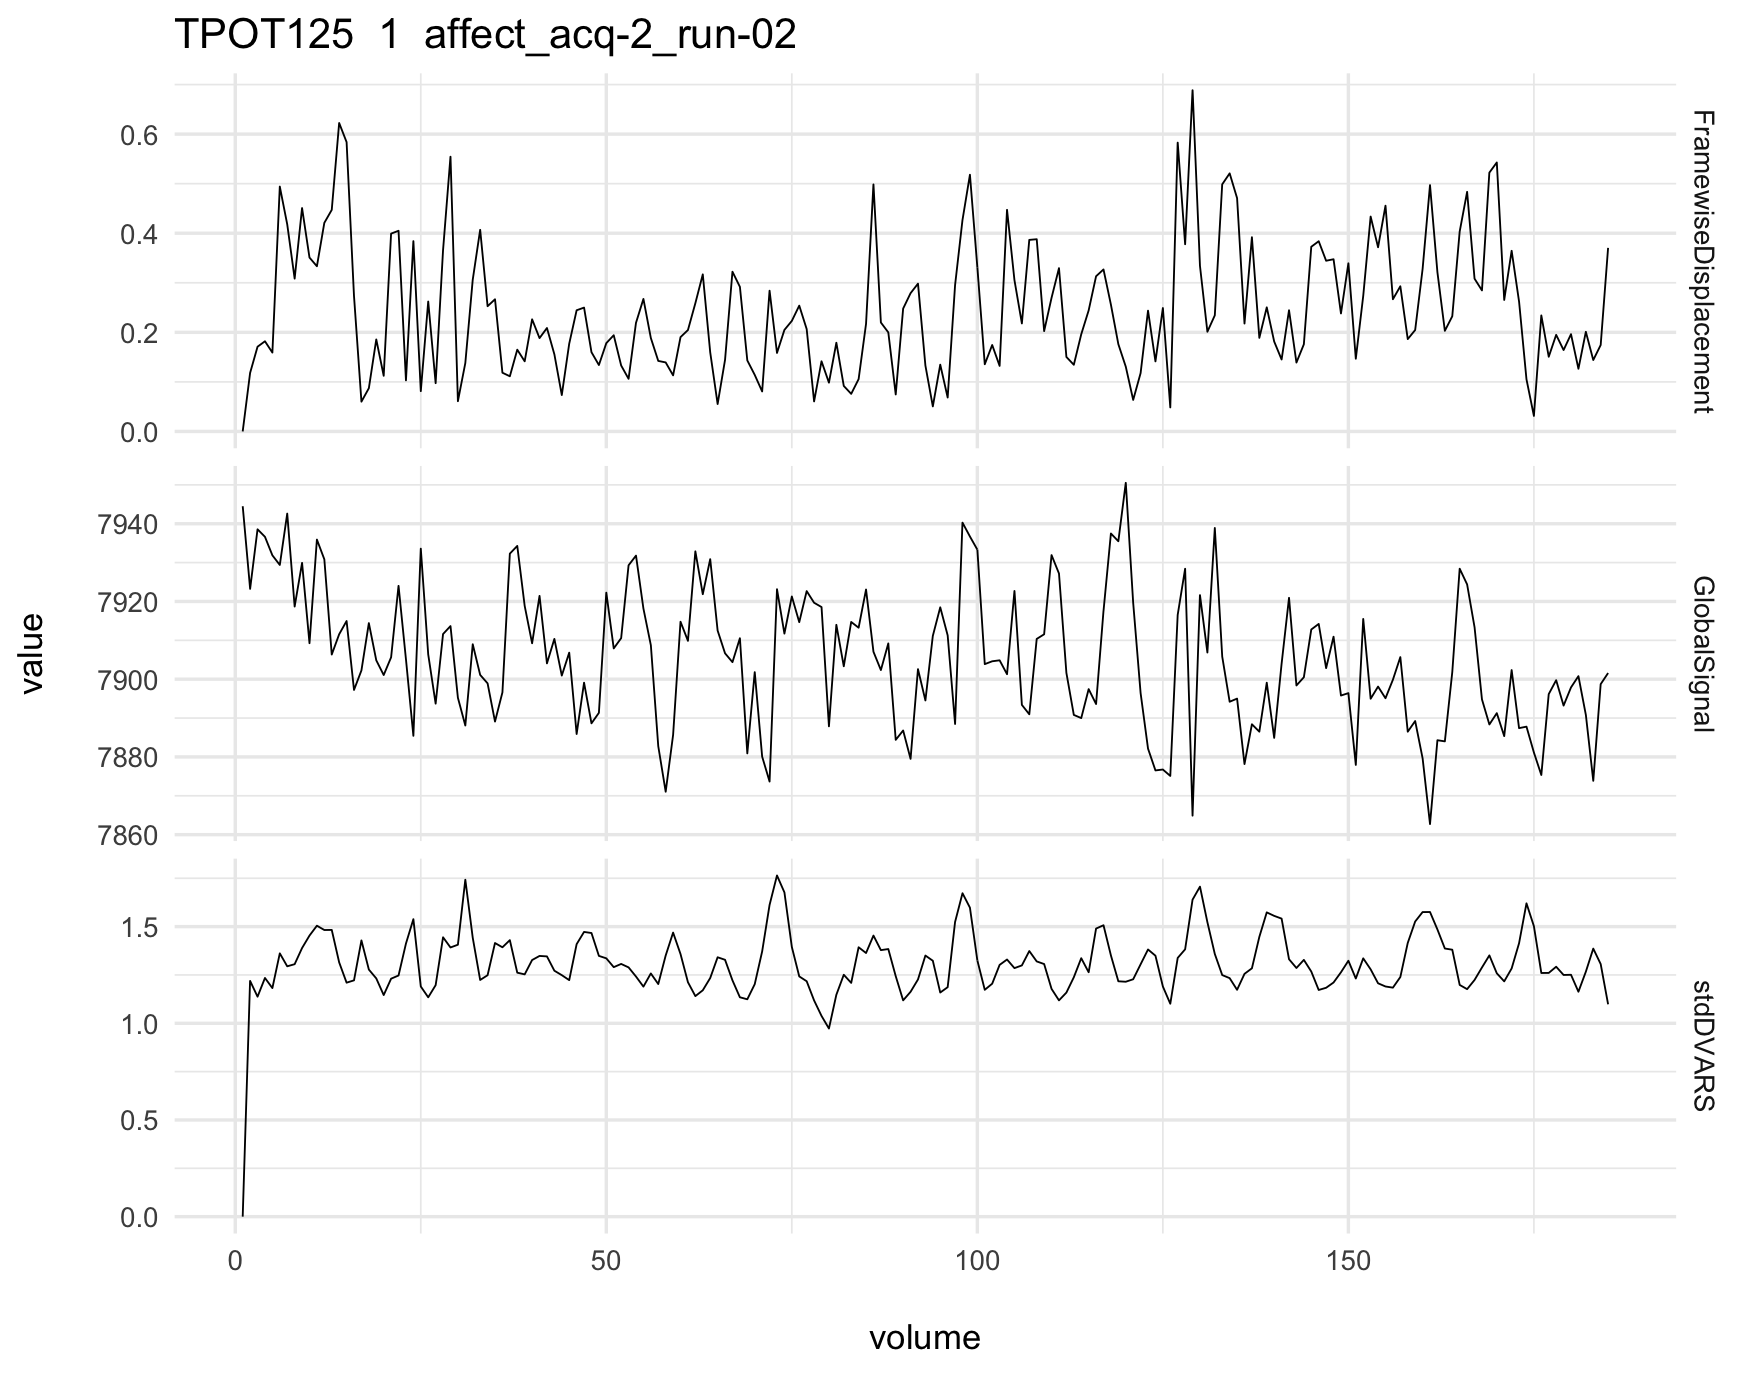 TPOT125 1 affect_acq-2_run-02
0.6
0.4
0.2
0.0
FramewiseDisplacement
7940
7920
7900
7880
7860
GlobalSignal
value
1.5
1.0
0.5
0.0
stdDVARS
0 50 100 150
volume